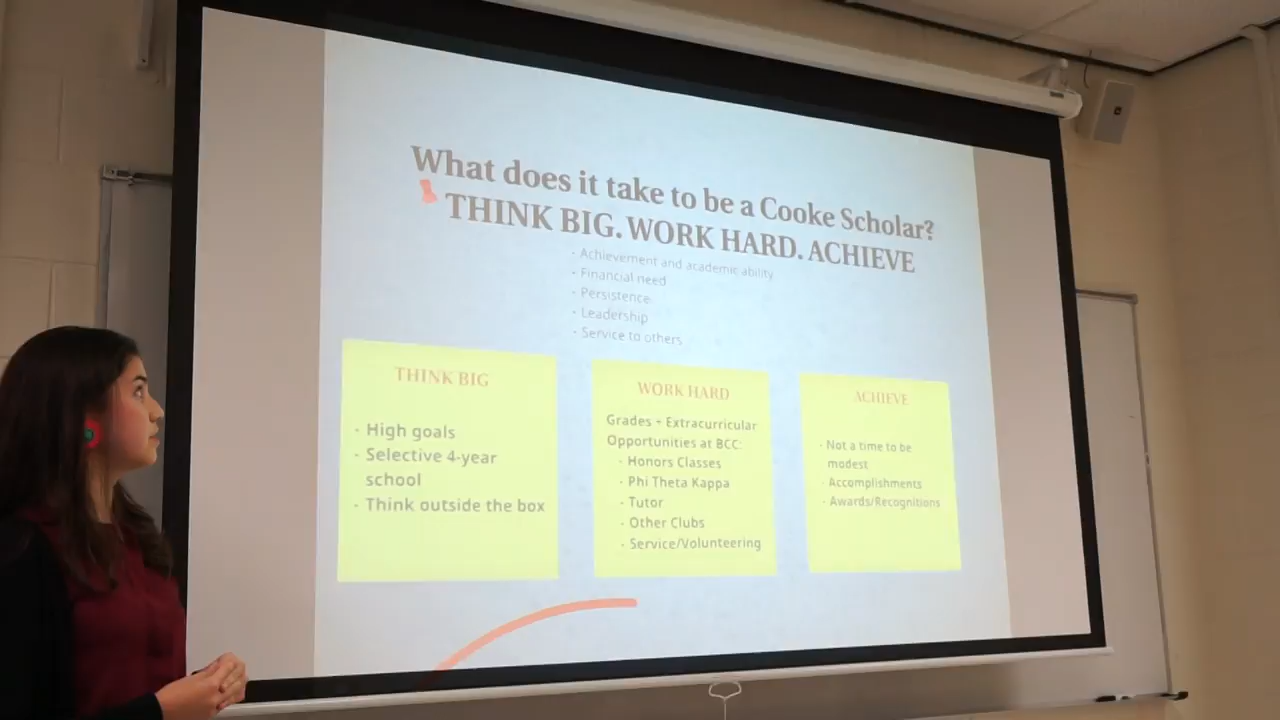 What does it take to be a Cooke Scholar?
THINK BIG. WORK HARD. ACHIEVE
- Achievement and academic ability
- Financial need
- Persistence
- Leadership
- Service to others
THINK BIG
- High goals
- Selective 4-year
school
- Think outside the box
WORK HARD
Grades + Extracurricular
Opportunities at BCC:
- Honors Classes
- Phi Theta Kappa
- Tutor
- Other Clubs
- Service/Volunteering
ACHIEVE
- Not a time to be
modest
- Accomplishments
- Awards/Recognitions